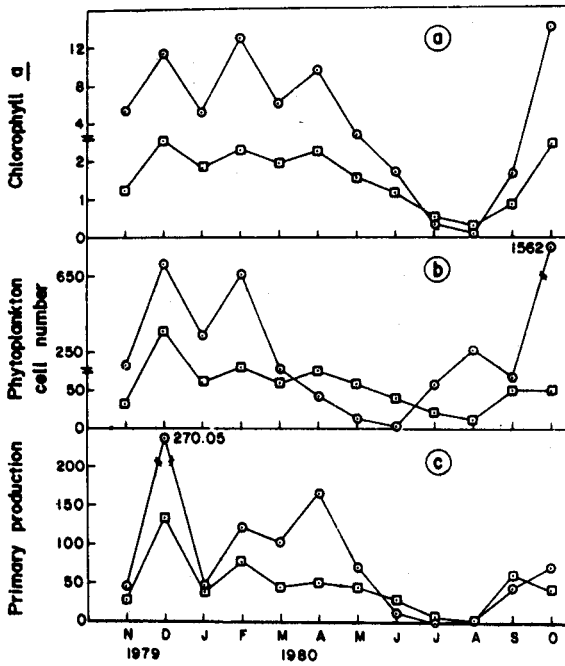 Chlorophyll a
12
8
4
2
1
0
a
Phytoplankton
cell number
650
250
50
0
1562
b
Primary production
200
150
100
50
0
270.05
c
N D J F M A M J J A S O
1979 1980